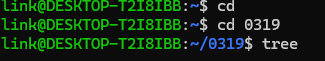 link@DESKTOP-T2I8IBB:~$ cd
link@DESKTOP-T2I8IBB:~$ cd 0319
link@DESKTOP-T2I8IBB:~/0319$ tree